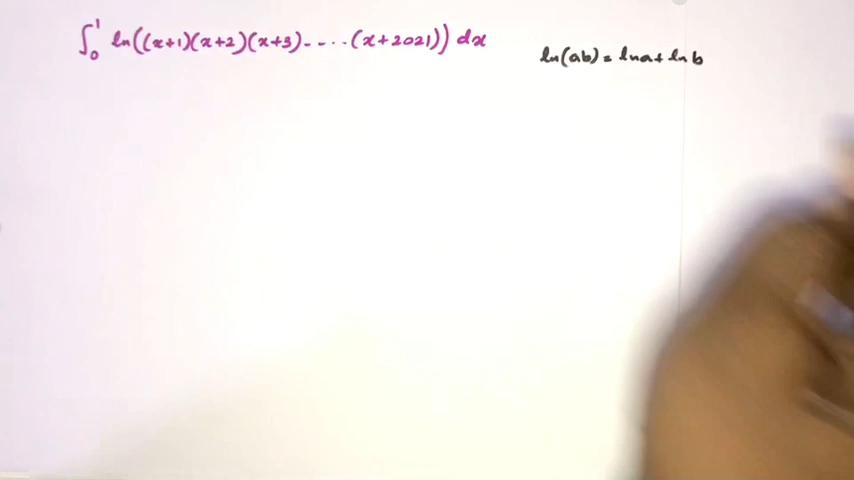 ∫₀¹ ln((x+1)(x+2)(x+3)-----(x+2021)) dx
ln(ab) = ln a + ln b